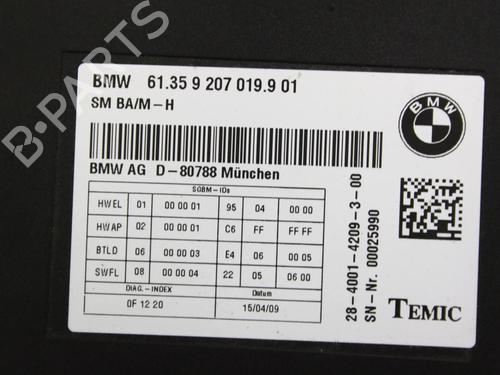 B-PARTS
BMW 61.35 9 207 019.9 01
SM BA/M-H
BMW
BMW AG D-80788 München
SGBM-IDs
HWEL 01 00 00 01 95 04 00 00
HWAP 02 00 00 01 C6 FF FF FF
BTLD 06 00 00 03 E4 06 00 05
SWFL 08 00 00 04 22 05 06 00
DIAG.-INDEX Datum
0F 12 20 15/04/09
28-4001-4209-3-00
SN-Nr. 00025990
TEMIC